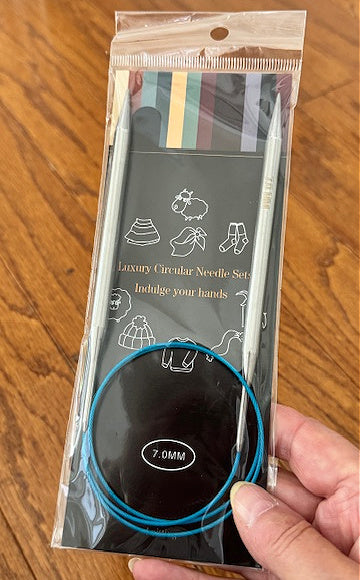 Luxury Circular Needle Sets
Indulge your hands
7.0MM